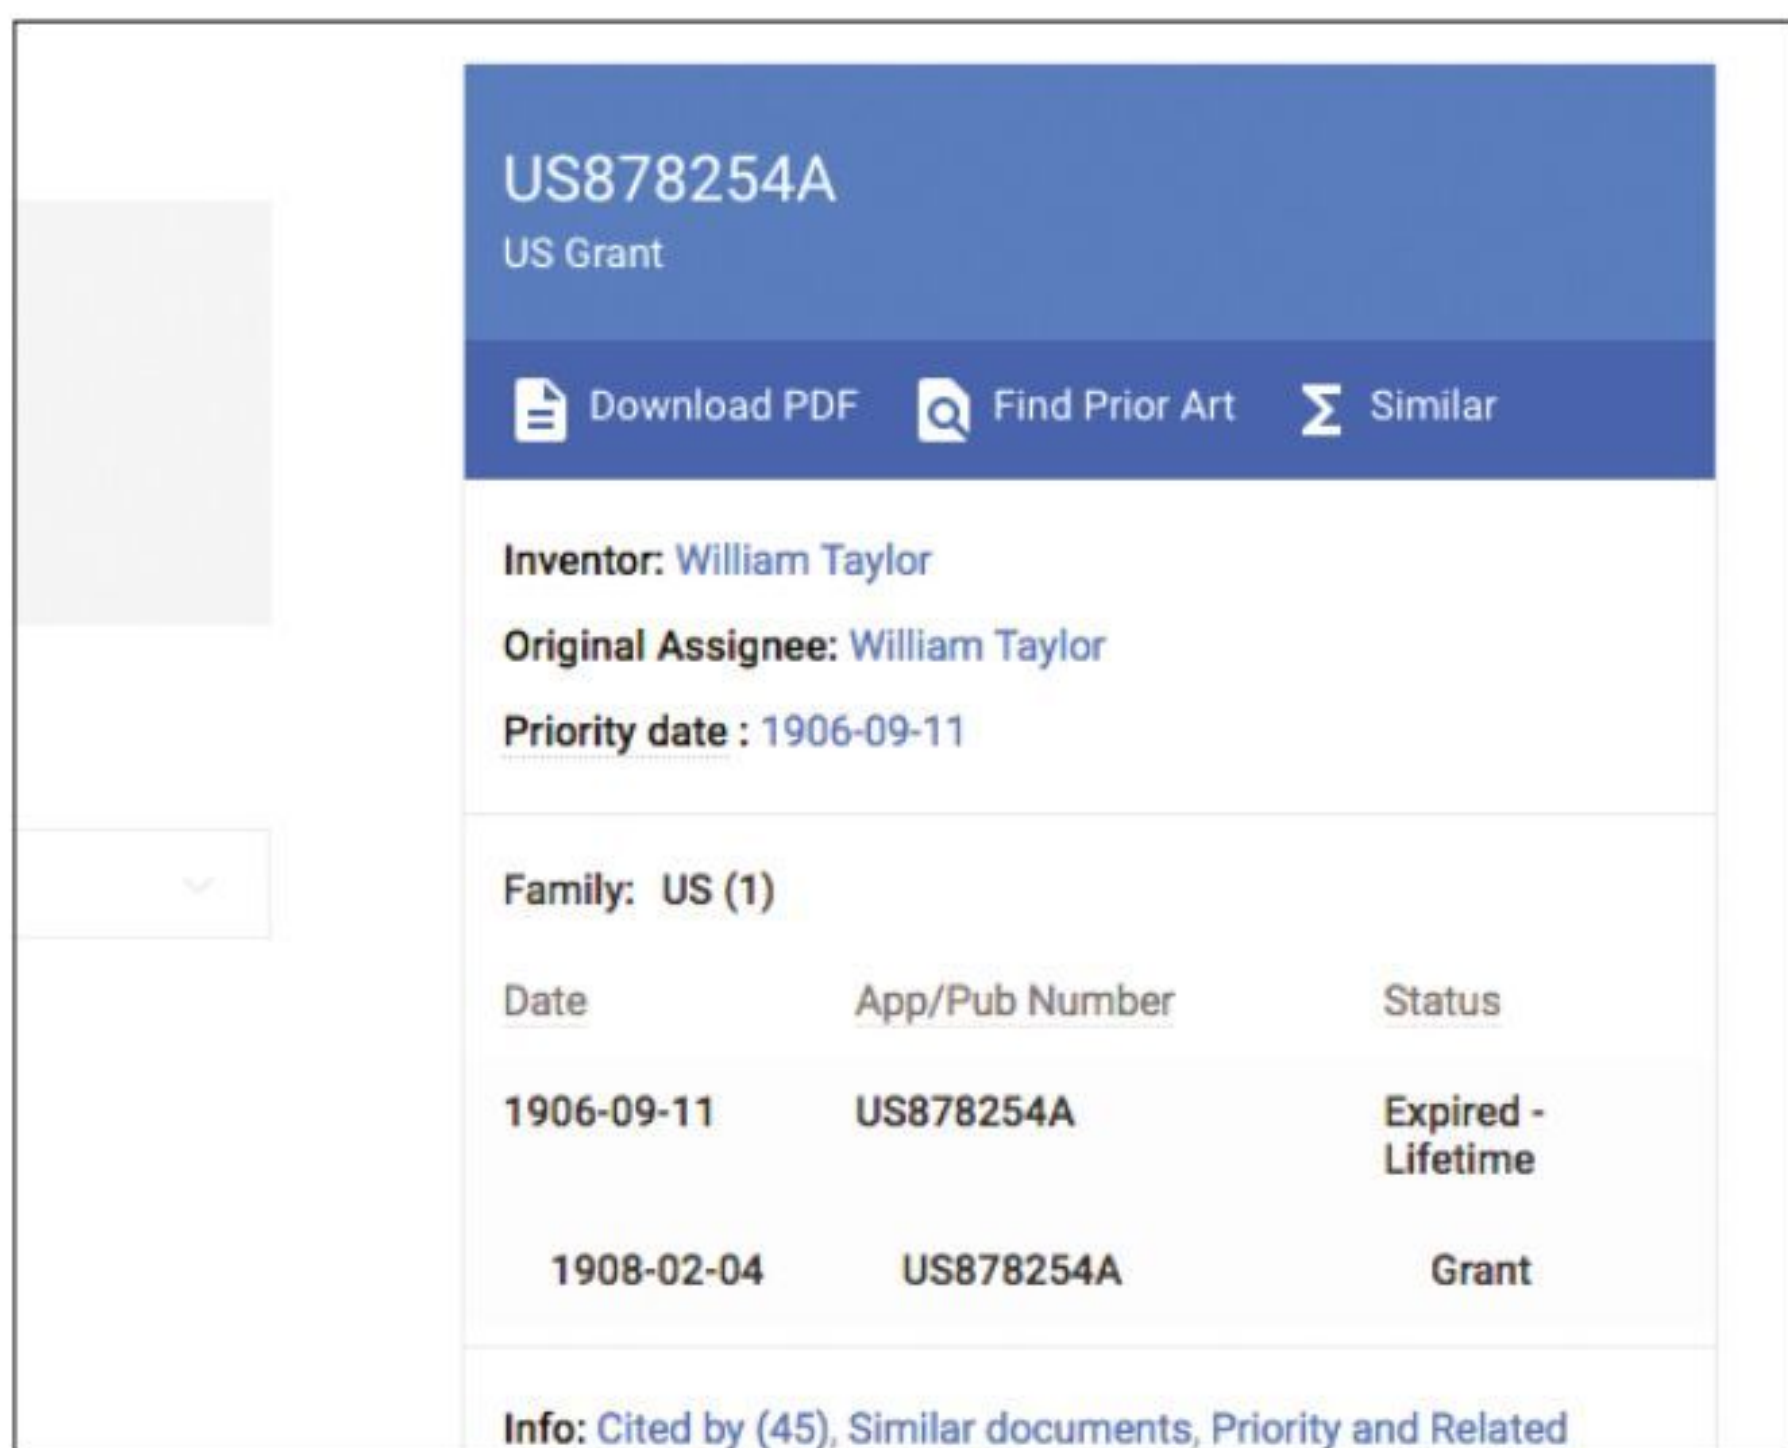 US878254A
US Grant
Download PDF Find Prior Art Σ Similar
Inventor: William Taylor
Original Assignee: William Taylor
Priority date : 1906-09-11
Family: US (1)
Date App/Pub Number Status
1906-09-11 US878254A Expired -
Lifetime
1908-02-04 US878254A Grant
Info: Cited by (45), Similar documents, Priority and Related